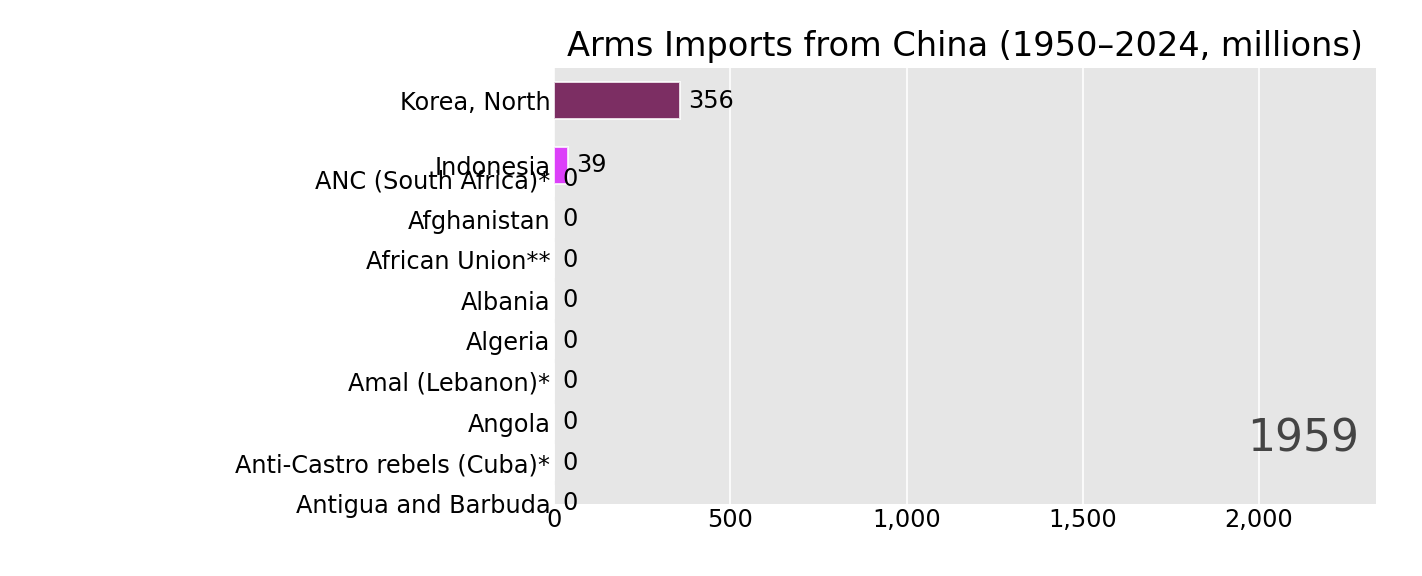 Arms Imports from China (1950–2024, millions)
Korea, North 356
Indonesia 39
ANC (South Africa)* 0
Afghanistan 0
African Union** 0
Albania 0
Algeria 0
Amal (Lebanon)* 0
Angola 0
1959
Anti-Castro rebels (Cuba)* 0
Antigua and Barbuda 0
0 500 1,000 1,500 2,000